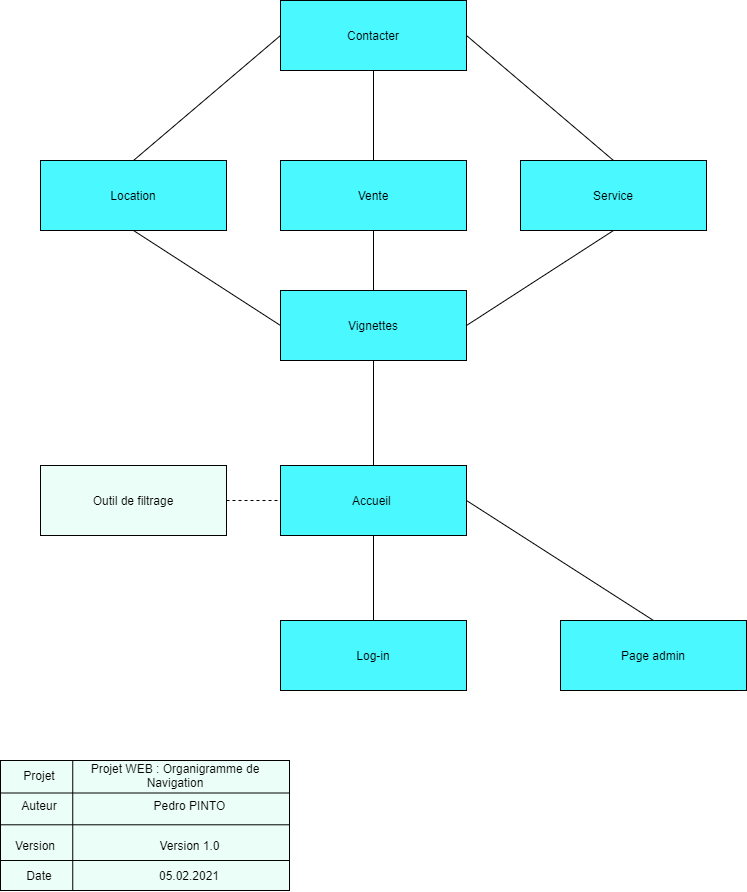 Contacter
Location
Vente
Service
Vignettes
Outil de filtrage
Accueil
Log-in
Page admin
Projet
Projet WEB : Organigramme de
Navigation
Auteur
Pedro PINTO
Version
Version 1.0
Date
05.02.2021